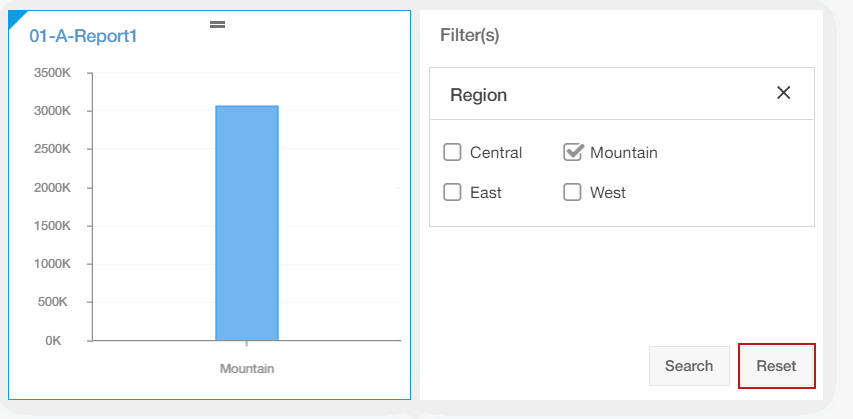 01-A-Report1
3500K
3000K
2500K
2000K
1500K
1000K
500K
0K
Mountain
Filter(s)
Region
Central Mountain
East West
Search Reset